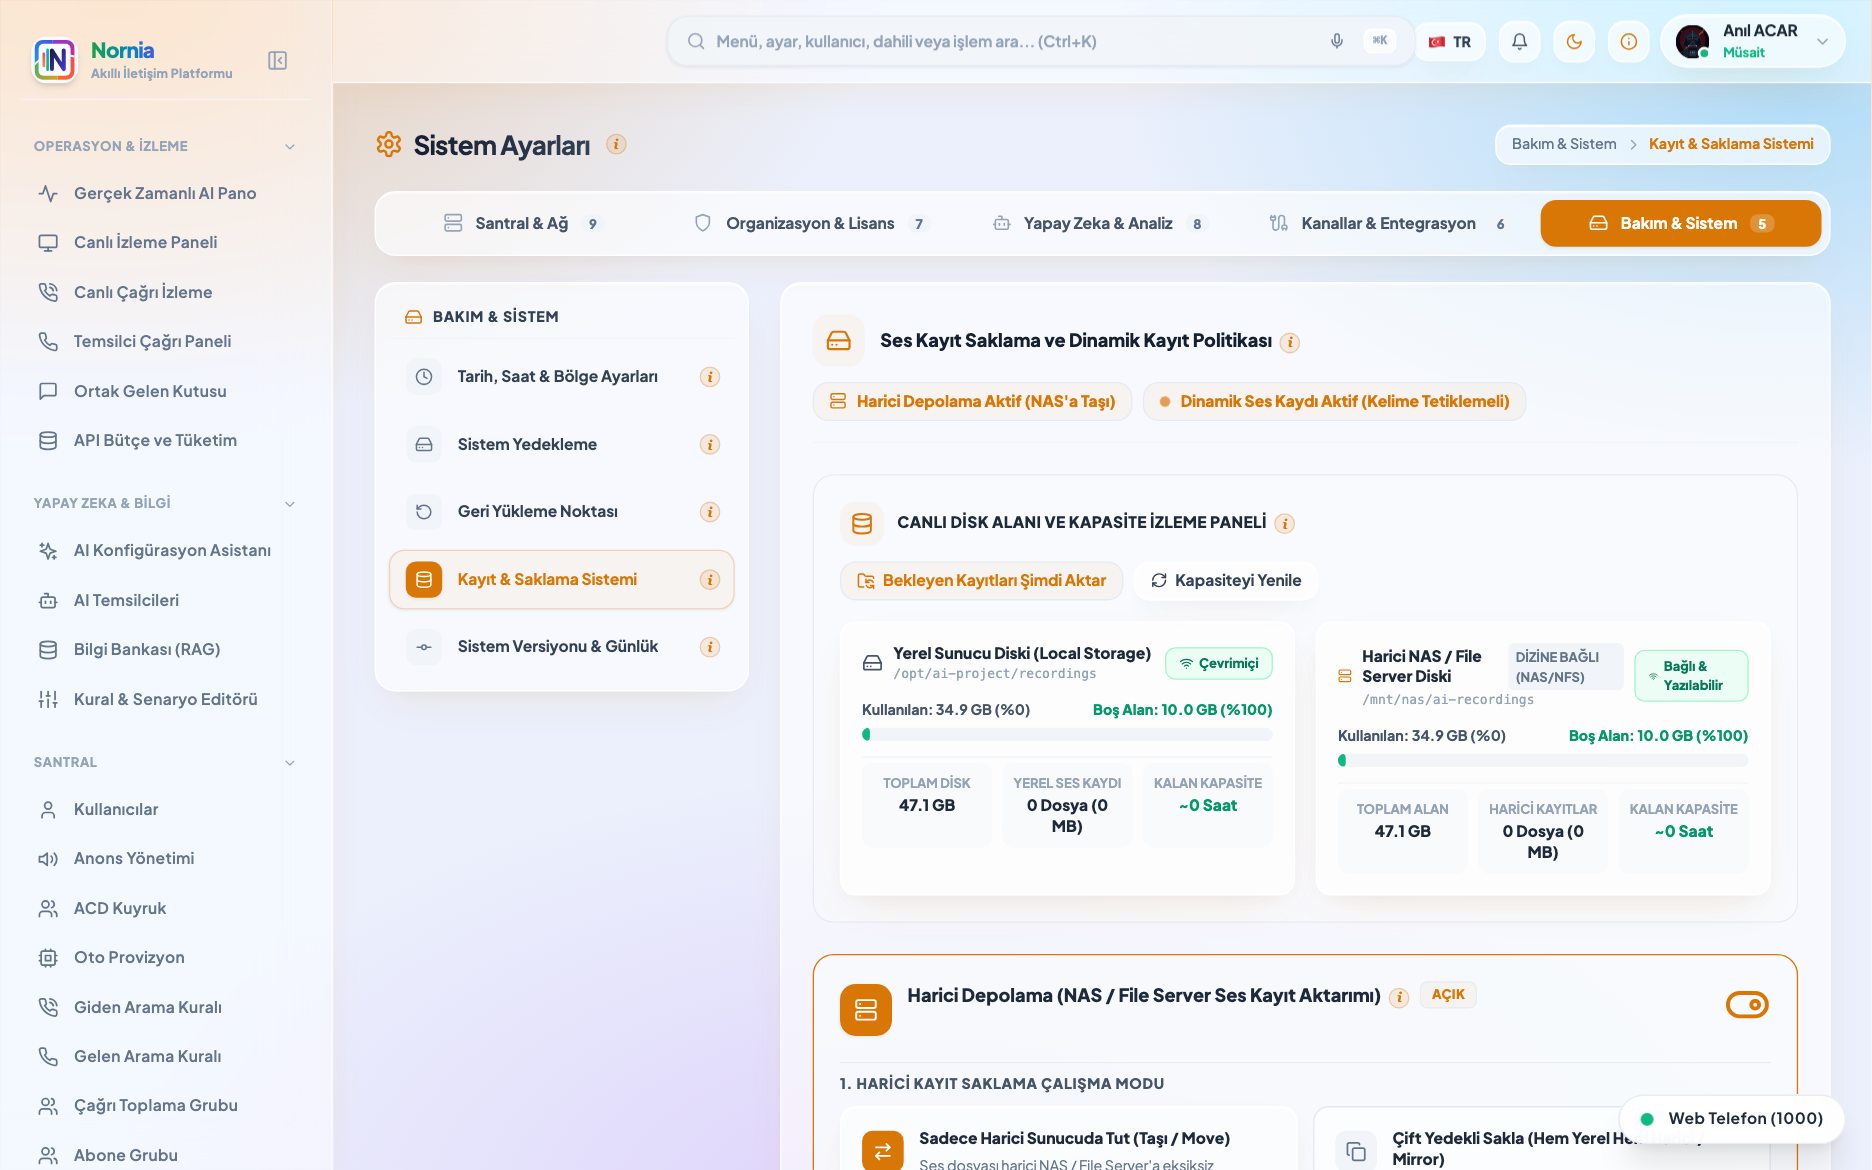 Nornia
Akıllı İletişim Platformu
Menü, ayar, kullanıcı, dahili veya işlem ara... (Ctrl+K)
⌘K
TR
Anıl ACAR
Müsait
OPERASYON & İZLEME
Gerçek Zamanlı AI Pano
Canlı İzleme Paneli
Canlı Çağrı İzleme
Temsilci Çağrı Paneli
Ortak Gelen Kutusu
API Bütçe ve Tüketim
YAPAY ZEKA & BİLGİ
AI Konfigürasyon Asistanı
AI Temsilcileri
Bilgi Bankası (RAG)
Kural & Senaryo Editörü
SANTRAL
Kullanıcılar
Anons Yönetimi
ACD Kuyruk
Oto Provizyon
Giden Arama Kuralı
Gelen Arama Kuralı
Çağrı Toplama Grubu
Abone Grubu
Sistem Ayarları
Bakım & Sistem > Kayıt & Saklama Sistemi
Santral & Ağ 9
Organizasyon & Lisans 7
Yapay Zeka & Analiz 8
Kanallar & Entegrasyon 6
Bakım & Sistem 5
BAKIM & SİSTEM
Tarih, Saat & Bölge Ayarları
Sistem Yedekleme
Geri Yükleme Noktası
Kayıt & Saklama Sistemi
Sistem Versiyonu & Günlük
Ses Kayıt Saklama ve Dinamik Kayıt Politikası
Harici Depolama Aktif (NAS'a Taşı)
Dinamik Ses Kaydı Aktif (Kelime Tetiklemeli)
CANLI DİSK ALANI VE KAPASİTE İZLEME PANELİ
Bekleyen Kayıtları Şimdi Aktar
Kapasiteyi Yenile
Yerel Sunucu Diski (Local Storage)
/opt/ai-project/recordings
Çevrimiçi
Kullanılan: 34.9 GB (%0)
Boş Alan: 10.0 GB (%100)
TOPLAM DİSK
47.1 GB
YEREL SES KAYDI
0 Dosya (0
MB)
KALAN KAPASİTE
~0 Saat
Harici NAS / File
Server Diski
DİZİNE BAĞLI
(NAS/NFS)
/mnt/nas/ai-recordings
Bağlı &
Yazılabilir
Kullanılan: 34.9 GB (%0)
Boş Alan: 10.0 GB (%100)
TOPLAM ALAN
47.1 GB
HARİCİ KAYITLAR
0 Dosya (0
MB)
KALAN KAPASİTE
~0 Saat
Harici Depolama (NAS / File Server Ses Kayıt Aktarımı)
AÇIK
1. HARİCİ KAYIT SAKLAMA ÇALIŞMA MODU
Sadece Harici Sunucuda Tut (Taşı / Move)
Ses dosyası harici NAS / File Server'a eksiksiz
Çift Yedekli Sakla (Hem Yerel
Mirror)
Web Telefon (1000)